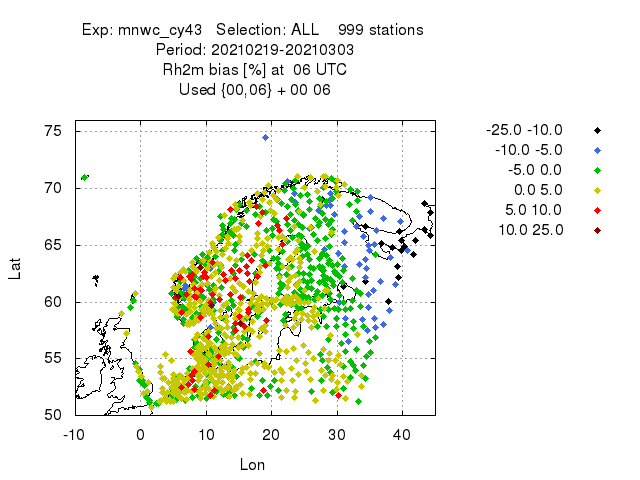 Exp: mnwc_cy43   Selection: ALL    999 stations
Period: 20210219-20210303
Rh2m bias [%] at  06 UTC
Used {00,06} + 00 06
75
70
65
60
55
50
-10 0 10 20 30 40
Lat
Lon
-25.0 -10.0
-10.0 -5.0
-5.0 0.0
0.0 5.0
5.0 10.0
10.0 25.0